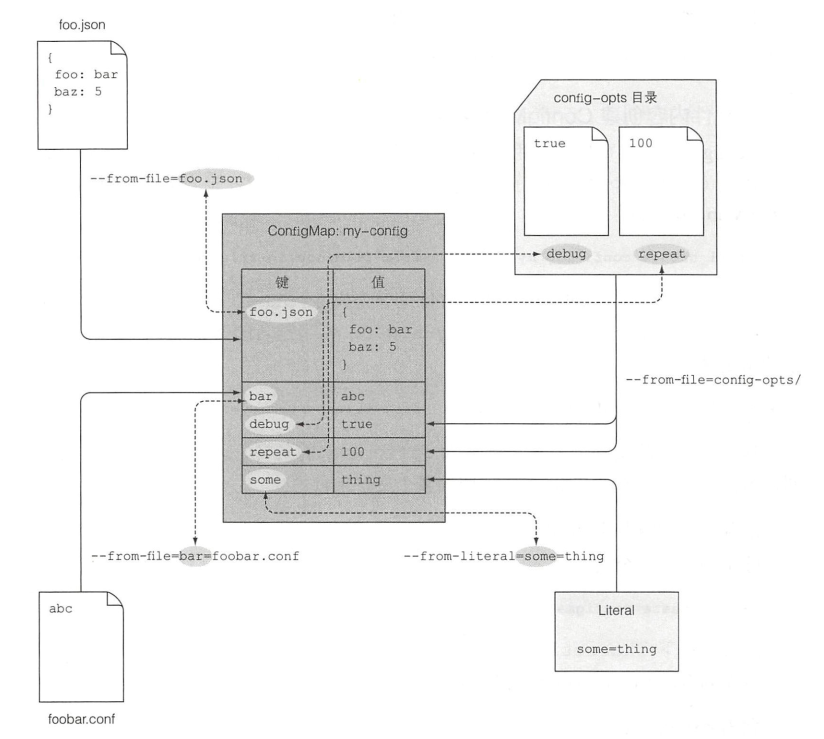 foo.json
{
foo: bar
baz: 5
}
--from-file=foo.json
config-opts 目录
true
100
debug
repeat
ConfigMap: my-config
键 值
foo.json
{
foo: bar
baz: 5
}
bar abc
debug true
repeat 100
some thing
--from-file=config-opts/
--from-file=bar=foobar.conf
--from-literal=some=thing
abc
foobar.conf
Literal
some=thing